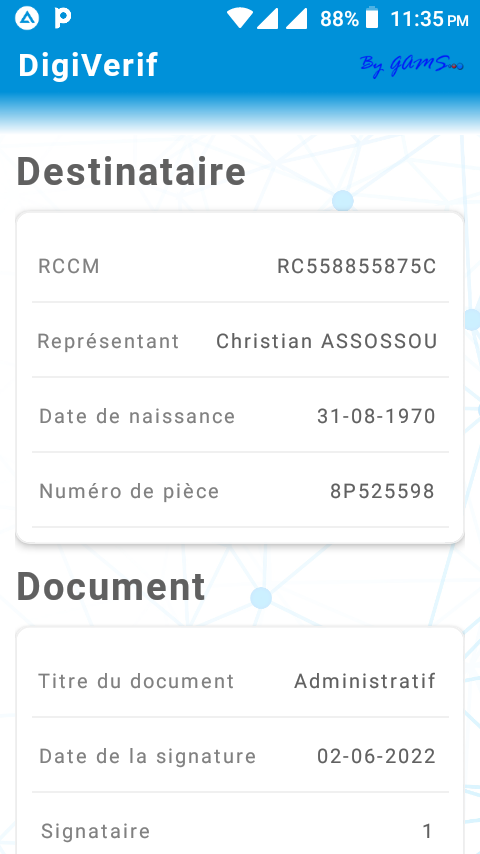 88% 11:35 PM
DigiVerif By GAMS
Destinataire
RCCM RC558855875C
Représentant Christian ASSOSSOU
Date de naissance 31-08-1970
Numéro de pièce 8P525598
Document
Titre du document Administratif
Date de la signature 02-06-2022
Signataire 1